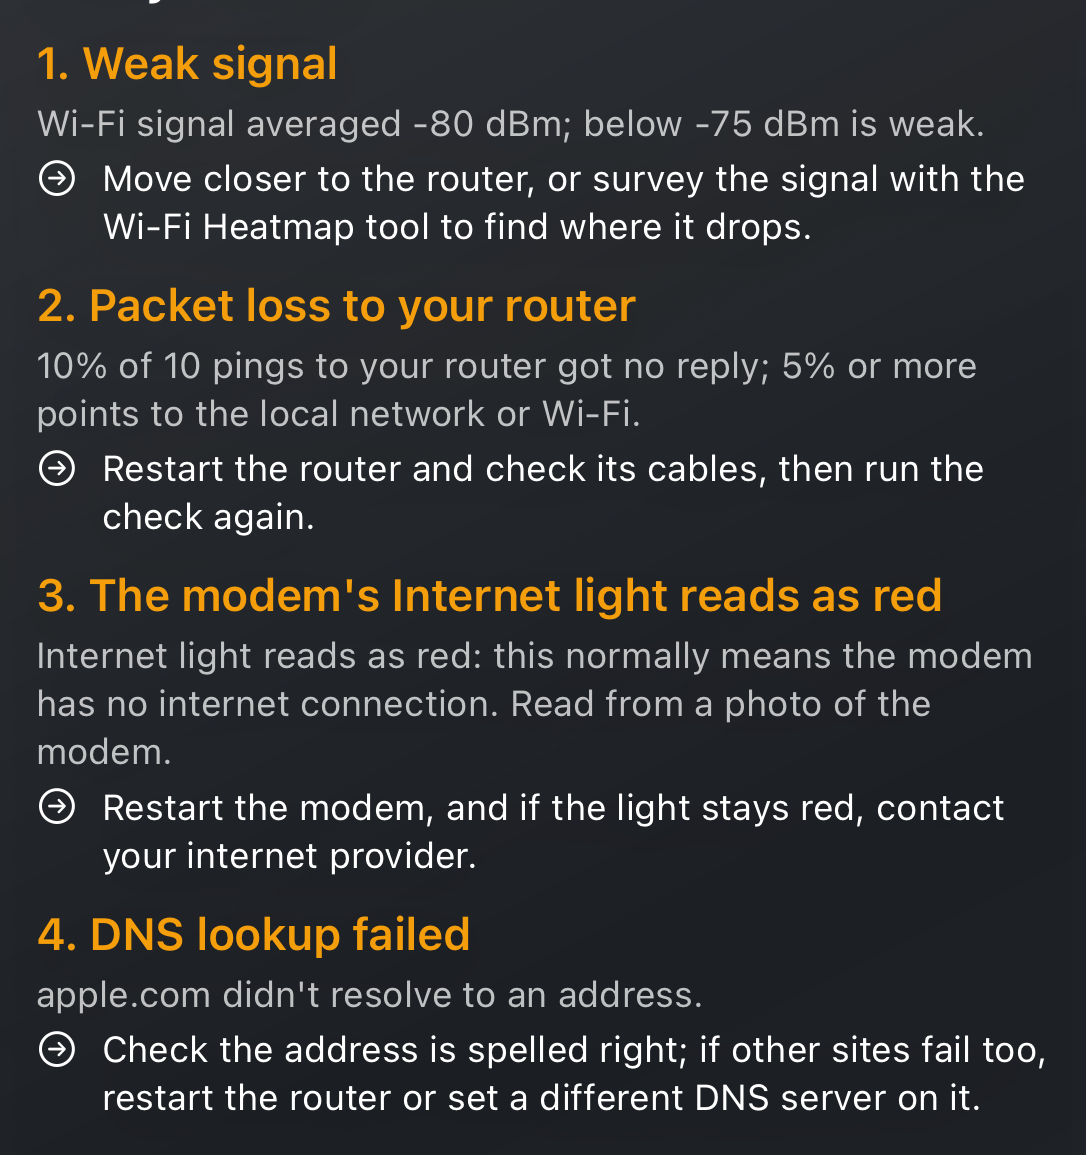 1. Weak signal
Wi-Fi signal averaged -80 dBm; below -75 dBm is weak.
Move closer to the router, or survey the signal with the
Wi-Fi Heatmap tool to find where it drops.
2. Packet loss to your router
10% of 10 pings to your router got no reply; 5% or more
points to the local network or Wi-Fi.
Restart the router and check its cables, then run the
check again.
3. The modem's Internet light reads as red
Internet light reads as red: this normally means the modem
has no internet connection. Read from a photo of the
modem.
Restart the modem, and if the light stays red, contact
your internet provider.
4. DNS lookup failed
apple.com didn't resolve to an address.
Check the address is spelled right; if other sites fail too,
restart the router or set a different DNS server on it.